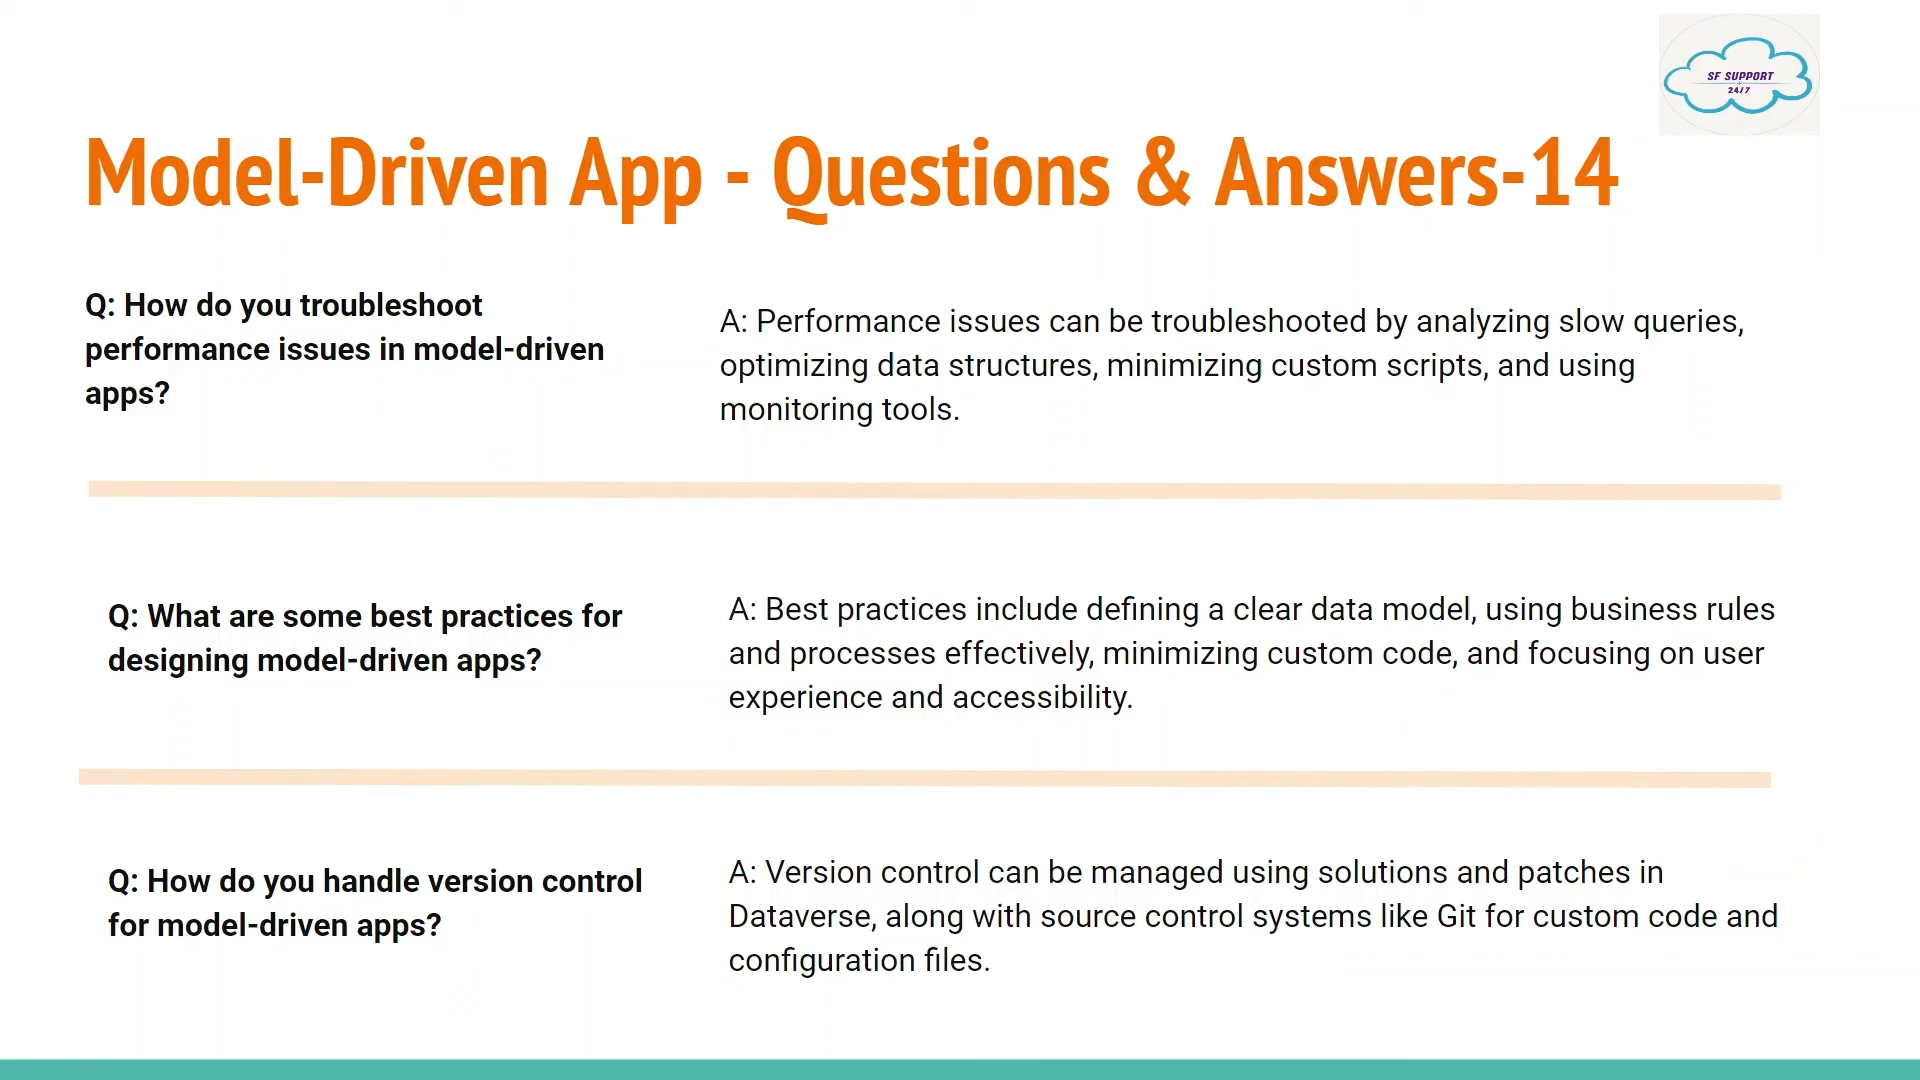 SF SUPPORT
24/7
Model-Driven App - Questions & Answers-14
Q: How do you troubleshoot
performance issues in model-driven
apps?
A: Performance issues can be troubleshooted by analyzing slow queries,
optimizing data structures, minimizing custom scripts, and using
monitoring tools.
Q: What are some best practices for
designing model-driven apps?
A: Best practices include defining a clear data model, using business rules
and processes effectively, minimizing custom code, and focusing on user
experience and accessibility.
Q: How do you handle version control
for model-driven apps?
A: Version control can be managed using solutions and patches in
Dataverse, along with source control systems like Git for custom code and
configuration files.